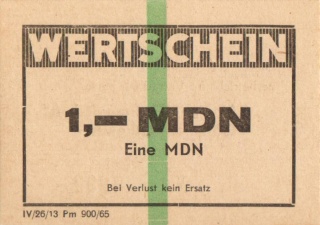 WERTSCHEIN
1,— MDN
Eine MDN
Bei Verlust kein Ersatz
IV/26/13 Pm 900/65